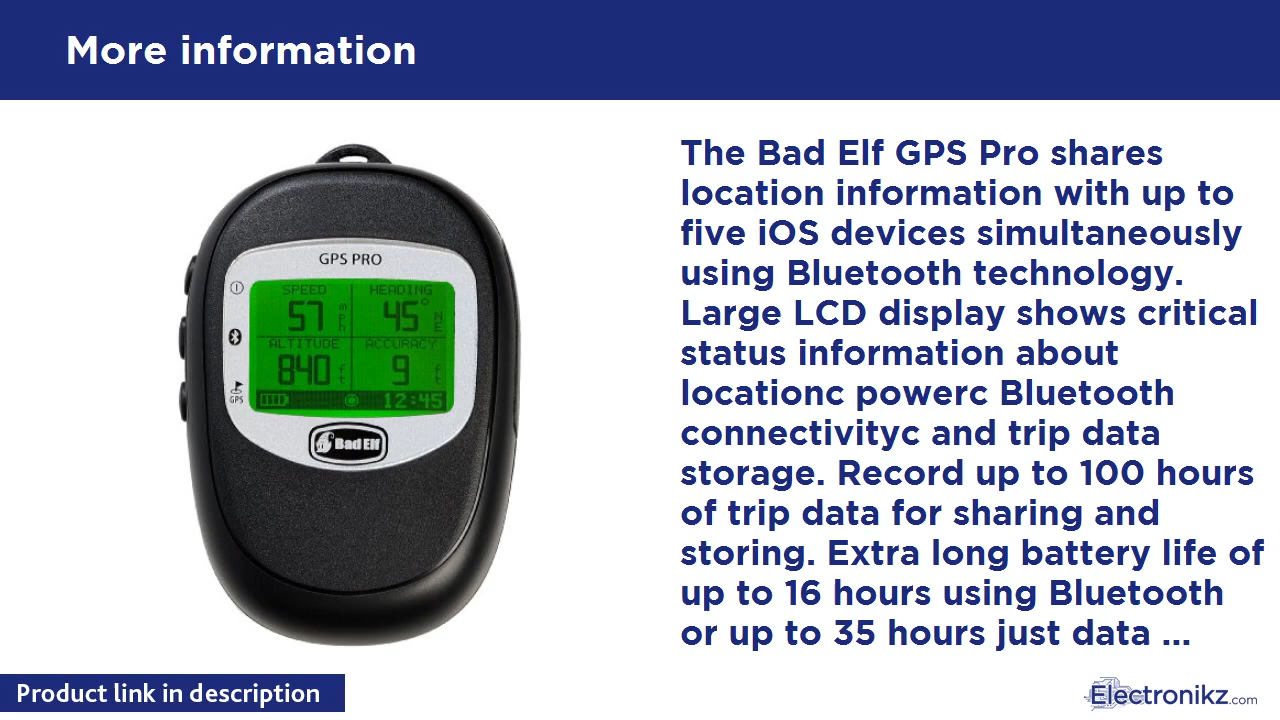 More information
The Bad Elf GPS Pro shares
location information with up to
five iOS devices simultaneously
using Bluetooth technology.
Large LCD display shows critical
status information about
locationc powerc Bluetooth
connectivityc and trip data
storage. Record up to 100 hours
of trip data for sharing and
storing. Extra long battery life of
up to 16 hours using Bluetooth
or up to 35 hours just data ...
GPS PRO
SPEED HEADING
57 mph 45° NE
ALTITUDE ACCURACY
840 ft 9 ft
12:45
GPS
Bad Elf
Product link in description
Electronikz.com